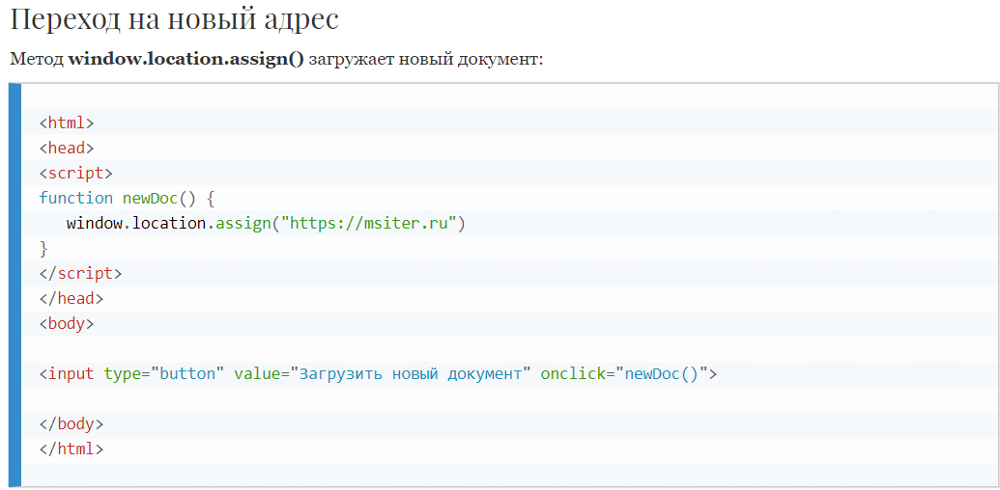 Переход на новый адрес
Метод window.location.assign() загружает новый документ:
<html>
<head>
<script>
function newDoc() {
   window.location.assign("https://msiter.ru")
}
</script>
</head>
<body>
<input type="button" value="Загрузить новый документ" onclick="newDoc()">
</body>
</html>